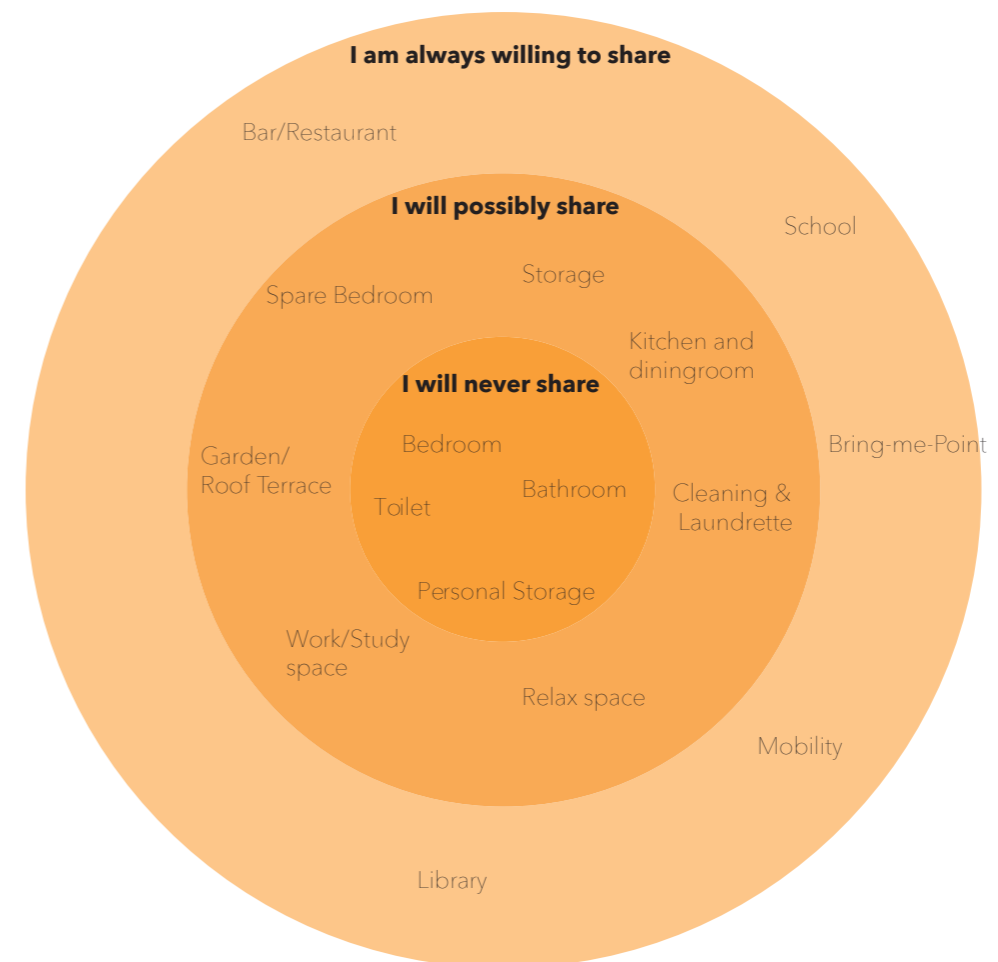 I am always willing to share
Bar/Restaurant
I will possibly share
School
Storage
Spare Bedroom
Kitchen and
diningroom
I will never share
Bedroom
Bring-me-Point
Garden/
Roof Terrace
Bathroom
Cleaning &
Laundrette
Toilet
Personal Storage
Work/Study
space
Relax space
Mobility
Library